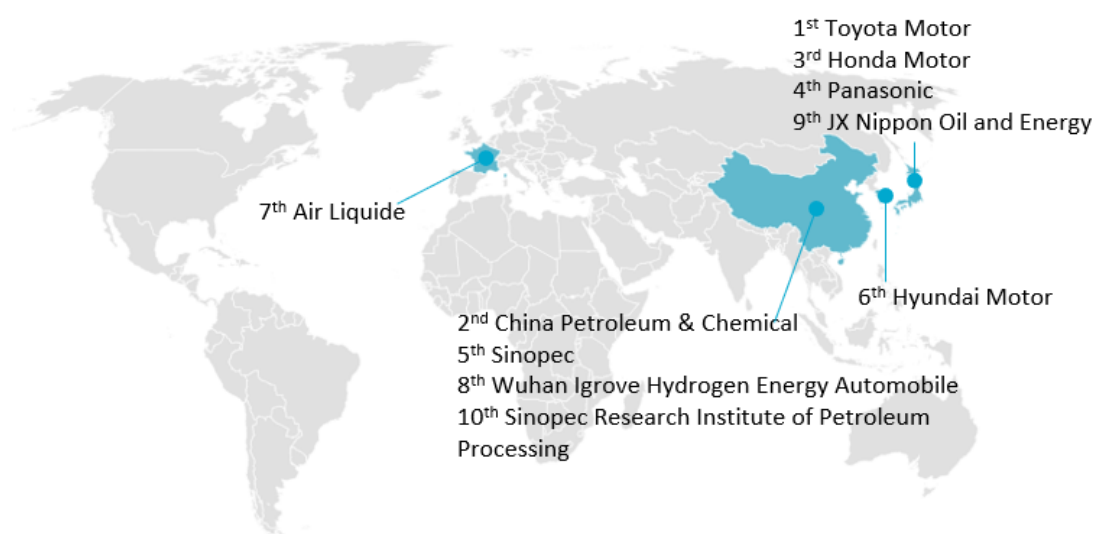 1st Toyota Motor
3rd Honda Motor
4th Panasonic
9th JX Nippon Oil and Energy
7th Air Liquide
6th Hyundai Motor
2nd China Petroleum & Chemical
5th Sinopec
8th Wuhan Igrove Hydrogen Energy Automobile
10th Sinopec Research Institute of Petroleum
Processing